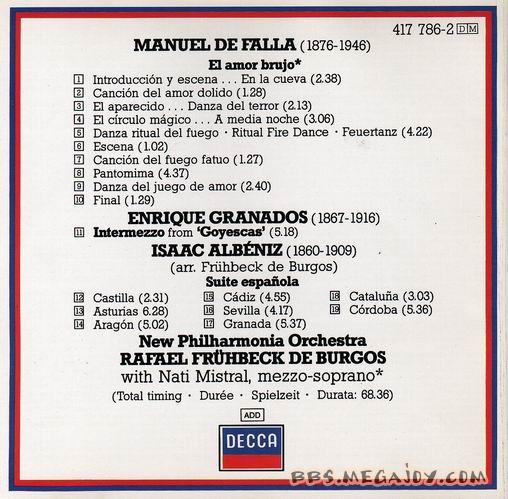 417 786-2 DM
MANUEL DE FALLA (1876-1946)
El amor brujo*
1 Introducción y escena . . . En la cueva (2.38)
2 Canción del amor dolido (1.28)
3 El aparecido . . . Danza del terror (2.13)
4 El círculo mágico . . . A media noche (3.06)
5 Danza ritual del fuego · Ritual Fire Dance · Feuertanz (4.22)
6 Escena (1.02)
7 Canción del fuego fatuo (1.27)
8 Pantomima (4.37)
9 Danza del juego de amor (2.40)
10 Final (1.29)
ENRIQUE GRANADOS (1867-1916)
11 Intermezzo from ‘Goyescas’ (5.18)
ISAAC ALBÉNIZ (1860-1909)
(arr. Frühbeck de Burgos)
Suite española
12 Castilla (2.31) 15 Cádiz (4.55) 18 Cataluña (3.03)
13 Asturias 6.28) 16 Sevilla (4.17) 19 Córdoba (5.36)
14 Aragón (5.02) 17 Granada (5.37)
New Philharmonia Orchestra
RAFAEL FRÜHBECK DE BURGOS
with Nati Mistral, mezzo-soprano*
(Total timing · Durée · Spielzeit · Durata: 68.36)
ADD
DECCA
BBS.MEGAJOY.COM